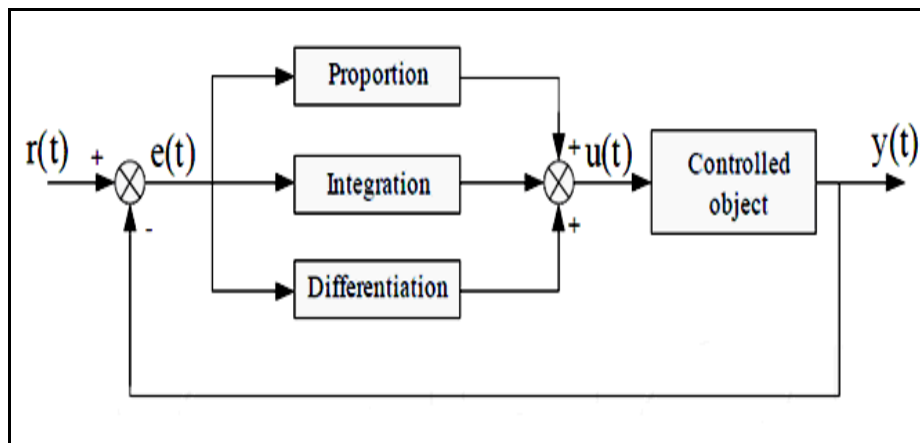 Proportion
r(t)
+
e(t)
-
Integration
Differentiation
+
+
u(t)
Controlled
object
y(t)